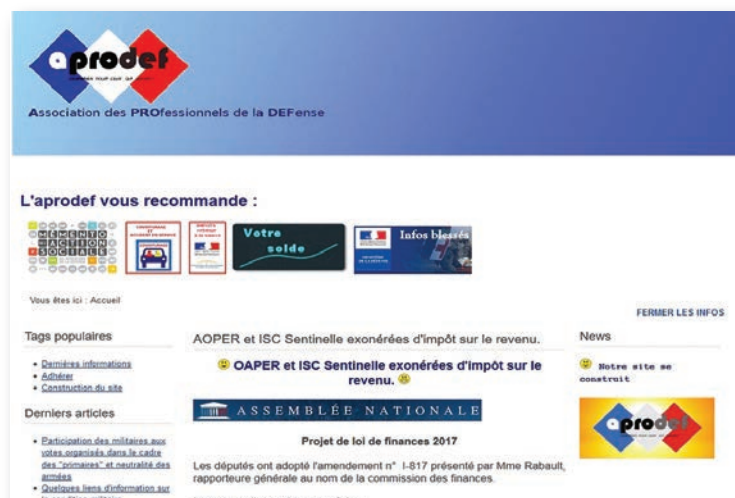 aprodef
Association des PROfessionnels de la DEFense
L'aprodef vous recommande :
MÉMENTO
ACTION
SOCIALE
Votre
solde
Infos blessés
Vous êtes ici : Accueil
FERMER LES INFOS
Tags populaires
Dernières informations
Adhérer
Construction du site
Derniers articles
Participation des militaires aux
votes organisés dans le cadre
des "primaires" et neutralité des
armées
Quelques liens d'information sur
AOPER et ISC Sentinelle exonérées d'impôt sur le revenu.
OAPER et ISC Sentinelle exonérées d'impôt sur le
revenu.
ASSEMBLÉE NATIONALE
Projet de loi de finances 2017
Les députés ont adopté l'amendement n° I-817 présenté par Mme Rabault,
rapporteure générale au nom de la commission des finances.
News
Notre site se
construit
aprodef